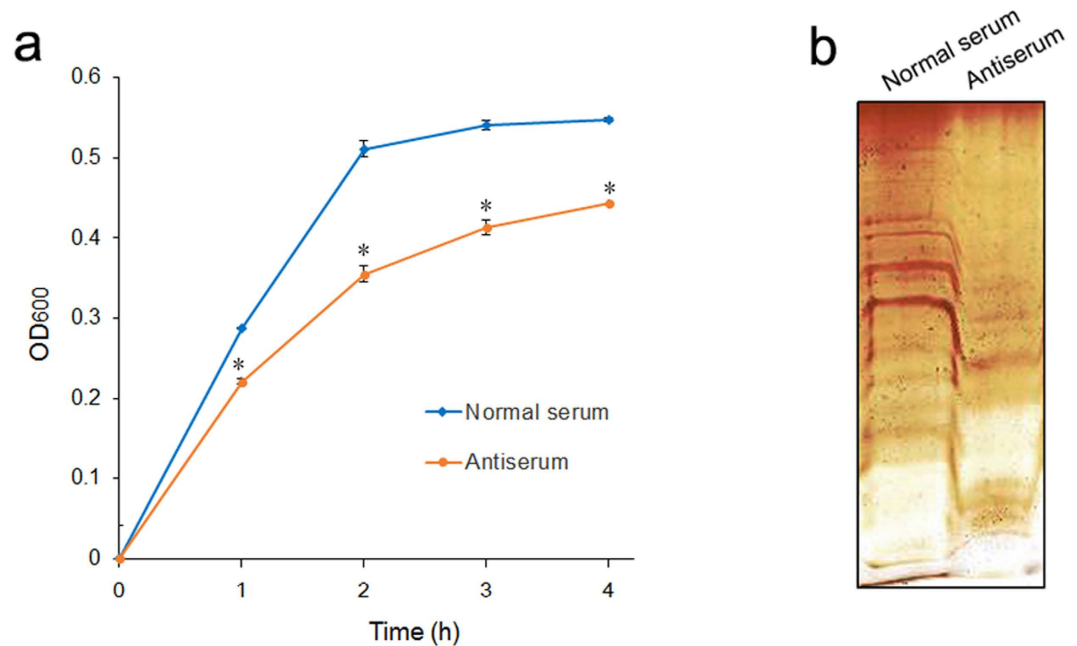 a
0.6
0.5
0.4
0.3
0.2
0.1
0
OD600
0 1 2 3 4
Time (h)
*
*
*
*
Normal serum
Antiserum
b
Normal serum
Antiserum